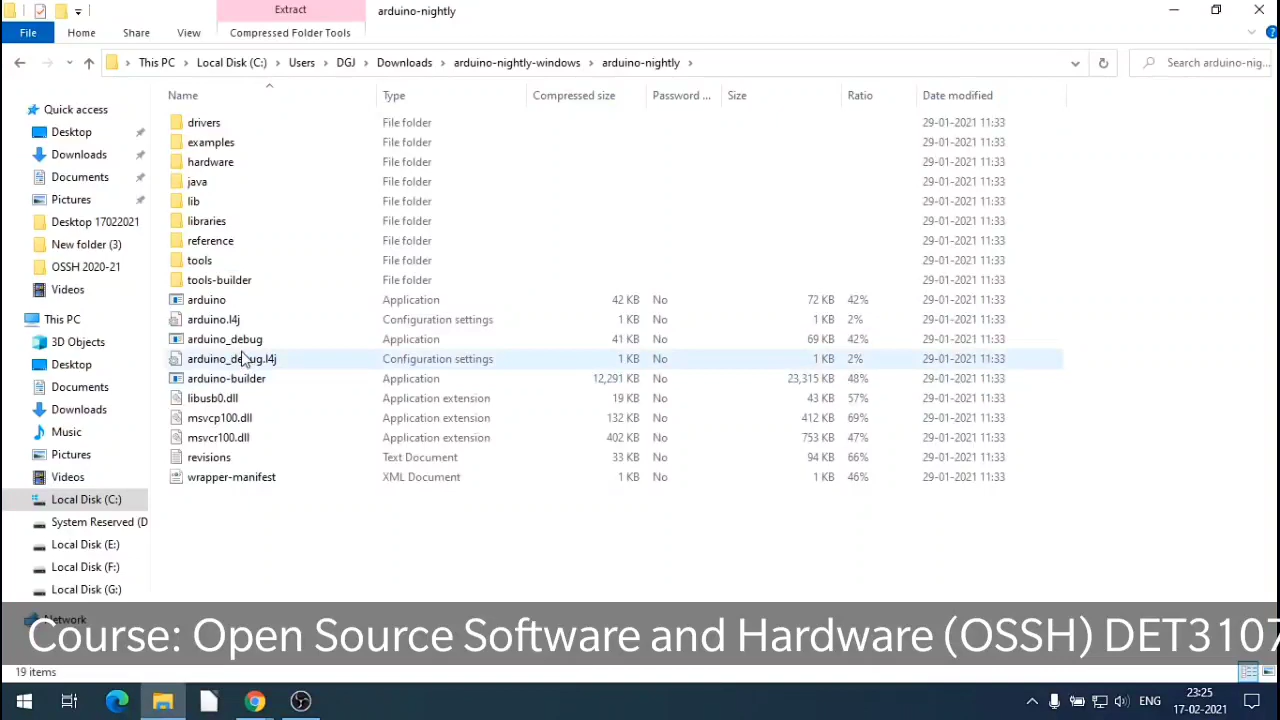 Extract
arduino-nightly
File
Home
Share
View
Compressed Folder Tools
This PC
Local Disk (C:)
Users
DGJ
Downloads
arduino-nightly-windows
arduino-nightly
Search arduino-nig...
Name
Type
Compressed size
Password ...
Size
Ratio
Date modified
Quick access
Desktop
Downloads
Documents
Pictures
Desktop 17022021
New folder (3)
OSSH 2020-21
Videos
This PC
3D Objects
Desktop
Documents
Downloads
Music
Pictures
Videos
Local Disk (C:)
System Reserved (D
Local Disk (E:)
Local Disk (F:)
Local Disk (G:)
Network
drivers File folder 29-01-2021 11:33
examples File folder 29-01-2021 11:33
hardware File folder 29-01-2021 11:33
java File folder 29-01-2021 11:33
lib File folder 29-01-2021 11:33
libraries File folder 29-01-2021 11:33
reference File folder 29-01-2021 11:33
tools File folder 29-01-2021 11:33
tools-builder File folder 29-01-2021 11:33
arduino Application 42 KB No 72 KB 42% 29-01-2021 11:33
arduino.l4j Configuration settings 1 KB No 1 KB 2% 29-01-2021 11:33
arduino_debug Application 41 KB No 69 KB 42% 29-01-2021 11:33
arduino_debug.l4j Configuration settings 1 KB No 1 KB 2% 29-01-2021 11:33
arduino-builder Application 12,291 KB No 23,315 KB 48% 29-01-2021 11:33
libusb0.dll Application extension 19 KB No 43 KB 57% 29-01-2021 11:33
msvcp100.dll Application extension 132 KB No 412 KB 69% 29-01-2021 11:33
msvcr100.dll Application extension 402 KB No 753 KB 47% 29-01-2021 11:33
revisions Text Document 33 KB No 94 KB 66% 29-01-2021 11:33
wrapper-manifest XML Document 1 KB No 1 KB 46% 29-01-2021 11:33
Course: Open Source Software and Hardware (OSSH) DET3107
19 items
ENG
23:25
17-02-2021